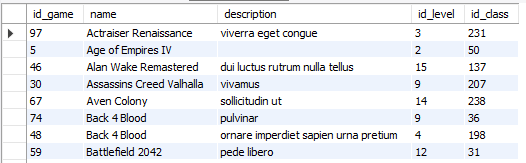 id_game name description id_level id_class
97 Actraiser Renaissance viverra eget congue 3 231
5 Age of Empires IV 2 50
46 Alan Wake Remastered dui luctus rutrum nulla tellus 15 137
30 Assassins Creed Valhalla vivamus 9 207
67 Aven Colony sollicitudin ut 14 238
74 Back 4 Blood pulvinar 9 36
48 Back 4 Blood ornare imperdiet sapien urna pretium 4 198
59 Battlefield 2042 pede libero 12 31